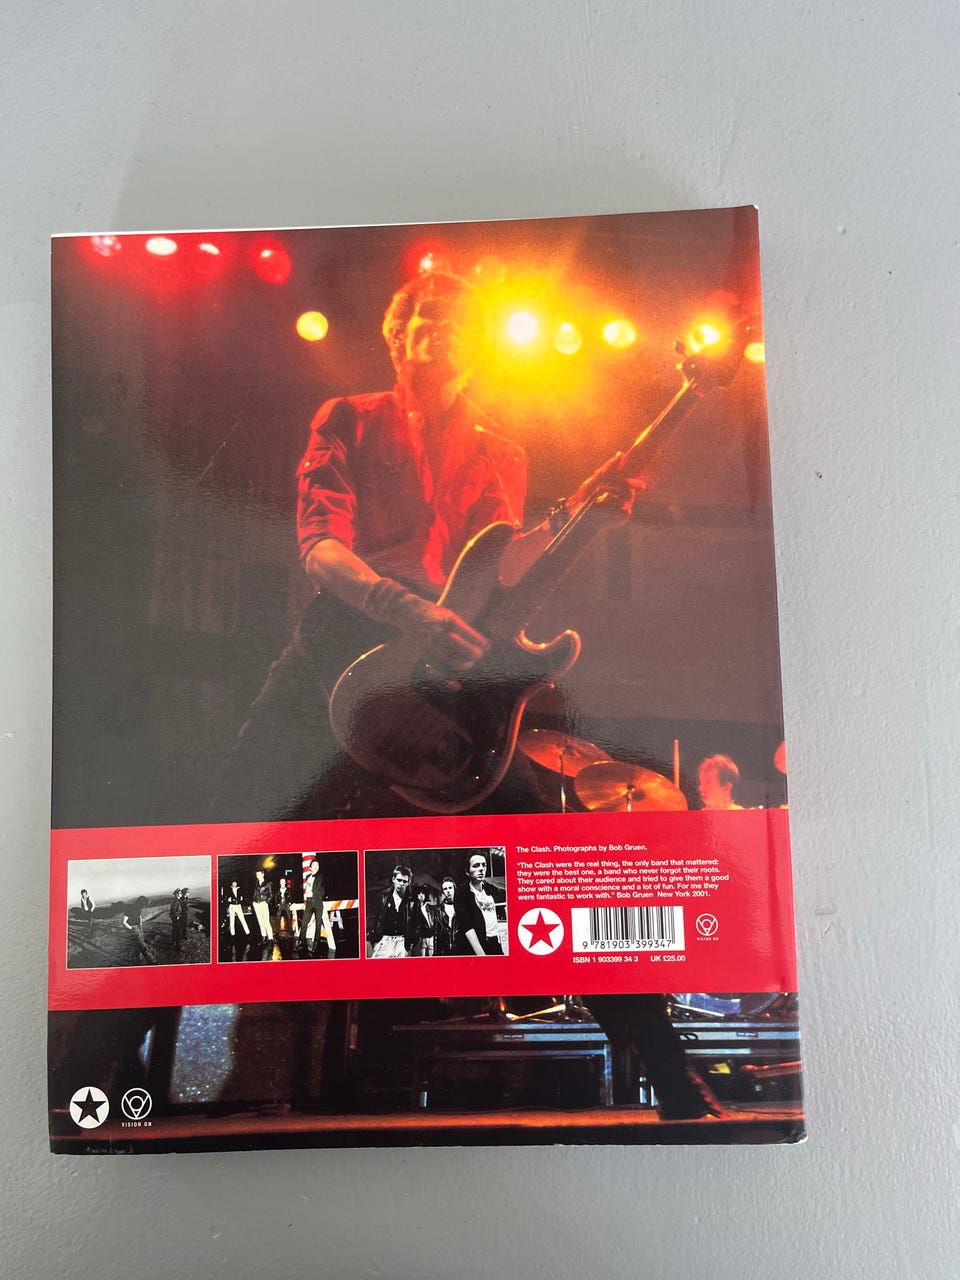 The Clash. Photographs by Bob Gruen.
"The Clash were the real thing, the only band that mattered:
they were the best one, a band who never forgot their roots.
They cared about their audience and tried to give them a good
show with a moral conscience and a lot of fun. For me they
were fantastic to work with." Bob Gruen New York 2001.
9 781903 399347
VISION ON
ISBN 1 903399 34 3 UK £25.00
VISION ON